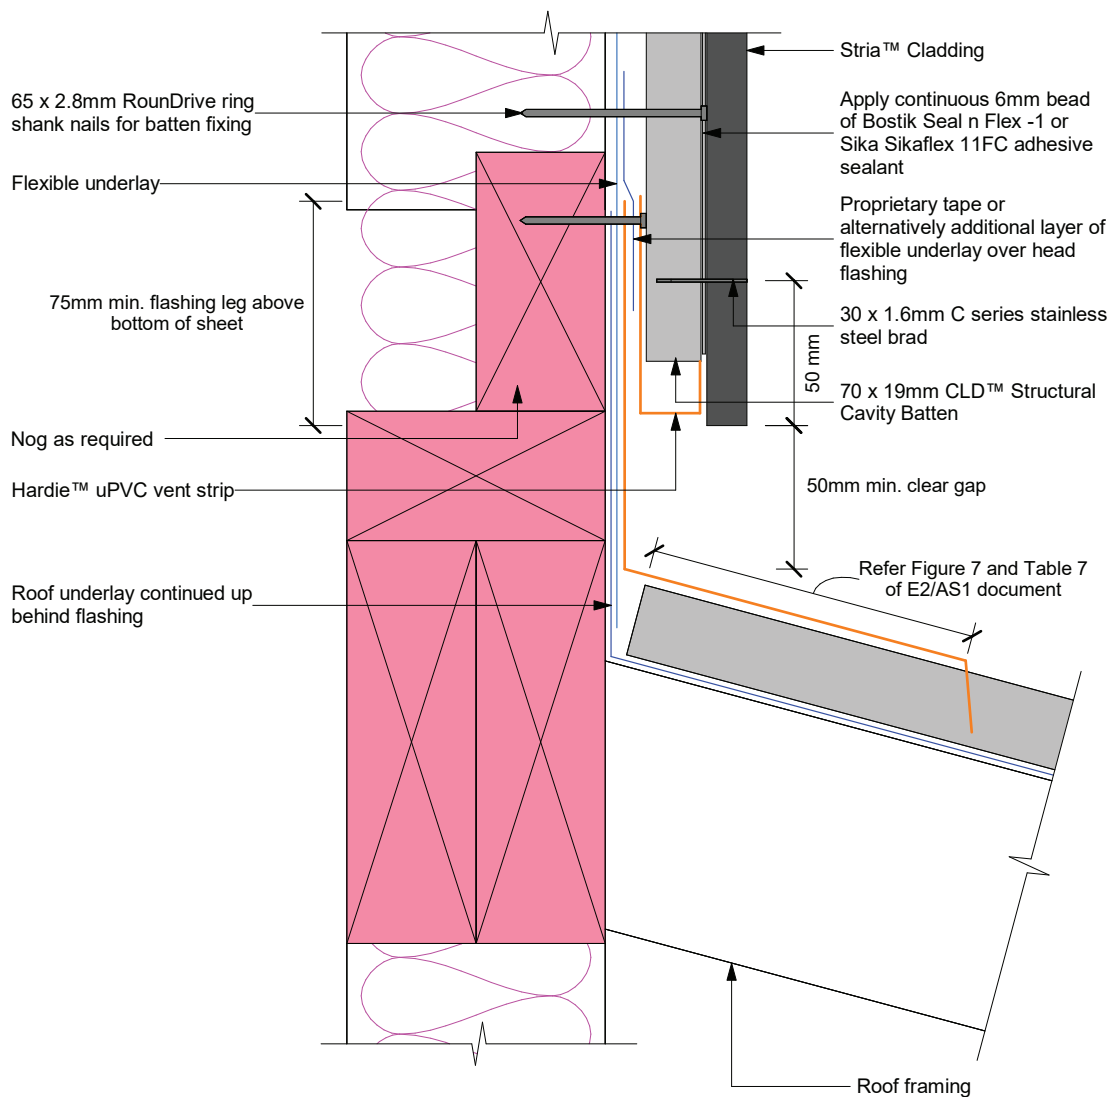 Stria™ Cladding
65 x 2.8mm RounDrive ring
shank nails for batten fixing
Apply continuous 6mm bead
of Bostik Seal n Flex -1 or
Sika Sikaflex 11FC adhesive
sealant
Flexible underlay
Proprietary tape or
alternatively additional layer of
flexible underlay over head
flashing
75mm min. flashing leg above
bottom of sheet
30 x 1.6mm C series stainless
steel brad
50 mm
70 x 19mm CLD™ Structural
Cavity Batten
Nog as required
Hardie™ uPVC vent strip
50mm min. clear gap
Refer Figure 7 and Table 7
of E2/AS1 document
Roof underlay continued up
behind flashing
Roof framing